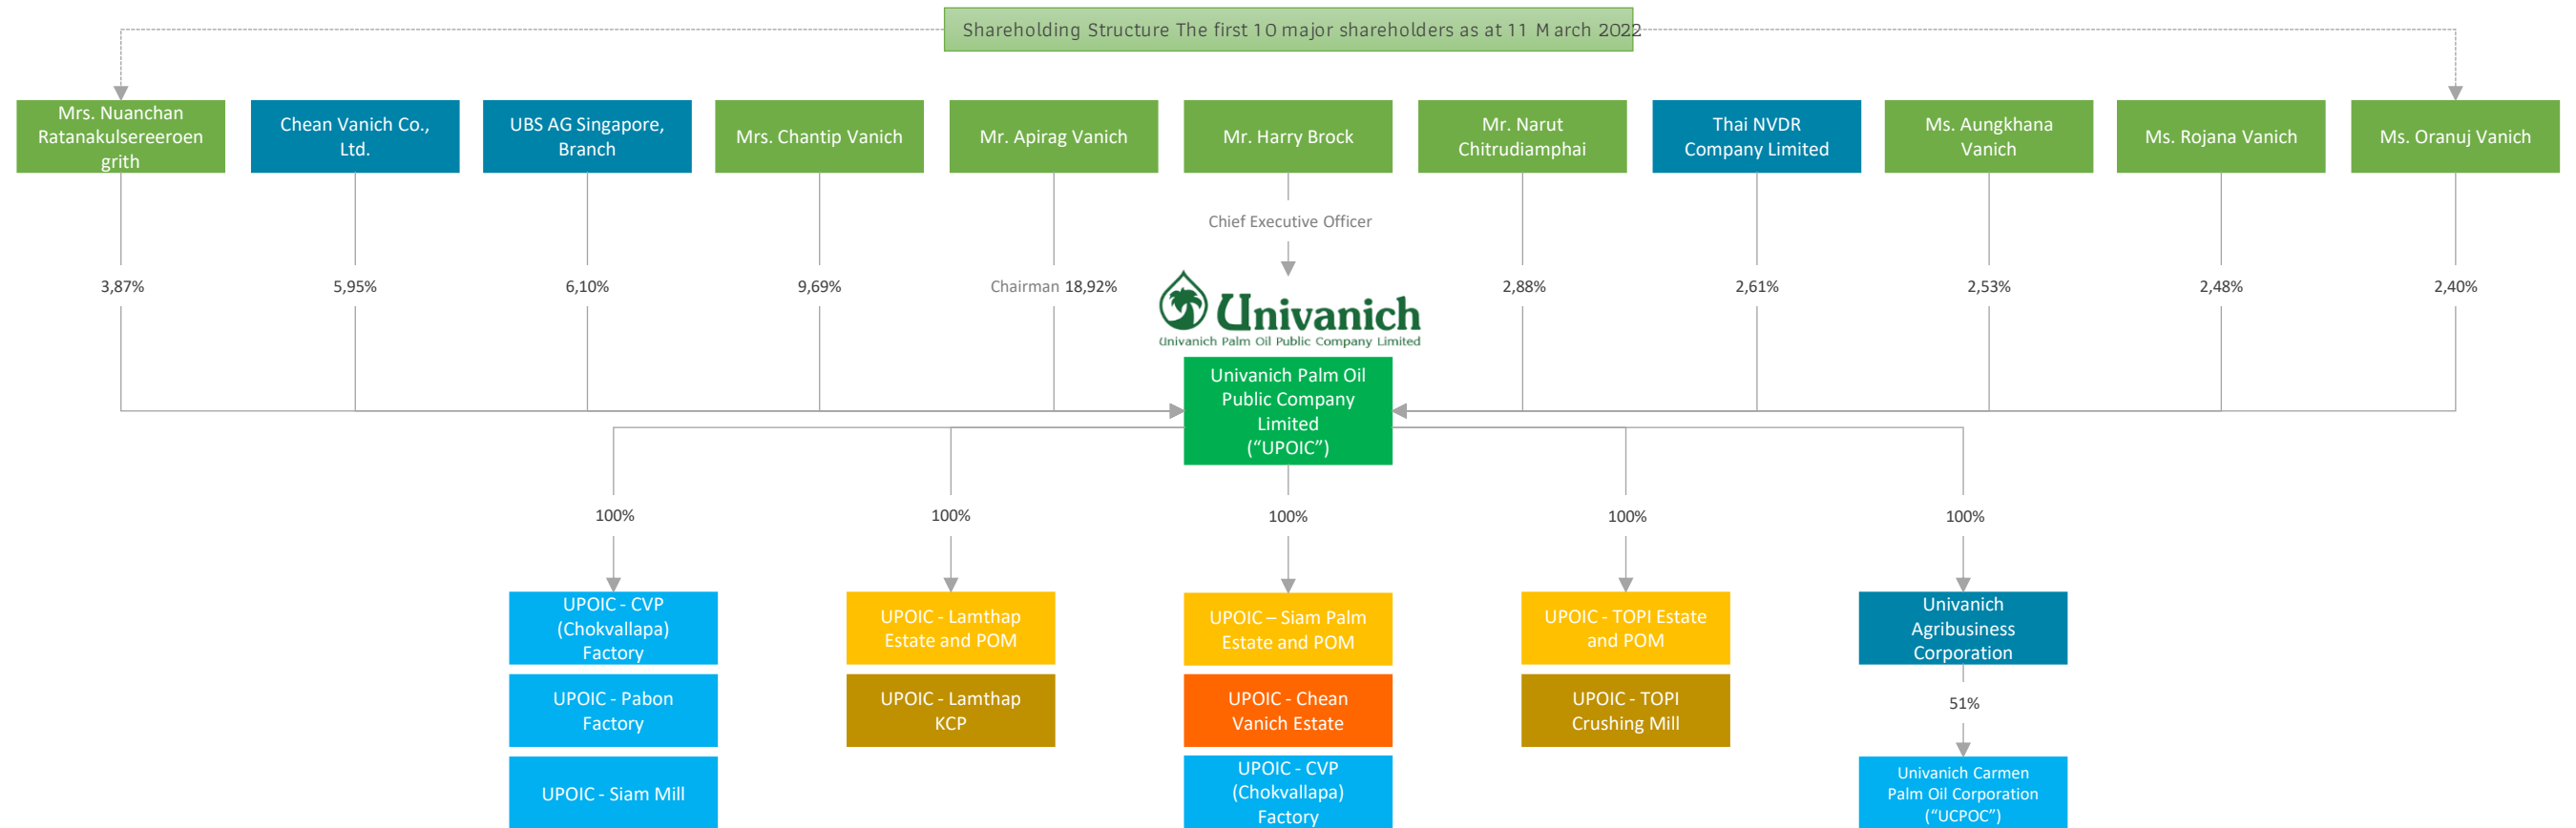 Shareholding Structure The first 10 major shareholders as at 11 March 2022
Mrs. Nuanchan
Ratanakulsereeroen
grith
Chean Vanich Co.,
Ltd.
UBS AG Singapore,
Branch
Mrs. Chantip Vanich
Mr. Apirag Vanich
Mr. Harry Brock
Mr. Narut
Chitrudiamphai
Thai NVDR
Company Limited
Ms. Aungkhana
Vanich
Ms. Rojana Vanich
Ms. Oranuj Vanich
Chief Executive Officer
3,87%
5,95%
6,10%
9,69%
Chairman 18,92%
2,88%
2,61%
2,53%
2,48%
2,40%
Univanich
Univanich Palm Oil Public Company Limited
Univanich Palm Oil
Public Company
Limited
(“UPOIC”)
100%
100%
100%
100%
100%
UPOIC - CVP
(Chokvallapa)
Factory
UPOIC - Lamthap
Estate and POM
UPOIC – Siam Palm
Estate and POM
UPOIC - TOPI Estate
and POM
Univanich
Agribusiness
Corporation
UPOIC - Pabon
Factory
UPOIC - Lamthap
KCP
UPOIC - Chean
Vanich Estate
UPOIC - TOPI
Crushing Mill
51%
UPOIC - Siam Mill
UPOIC - CVP
(Chokvallapa)
Factory
Univanich Carmen
Palm Oil Corporation
(“UCPOC”)